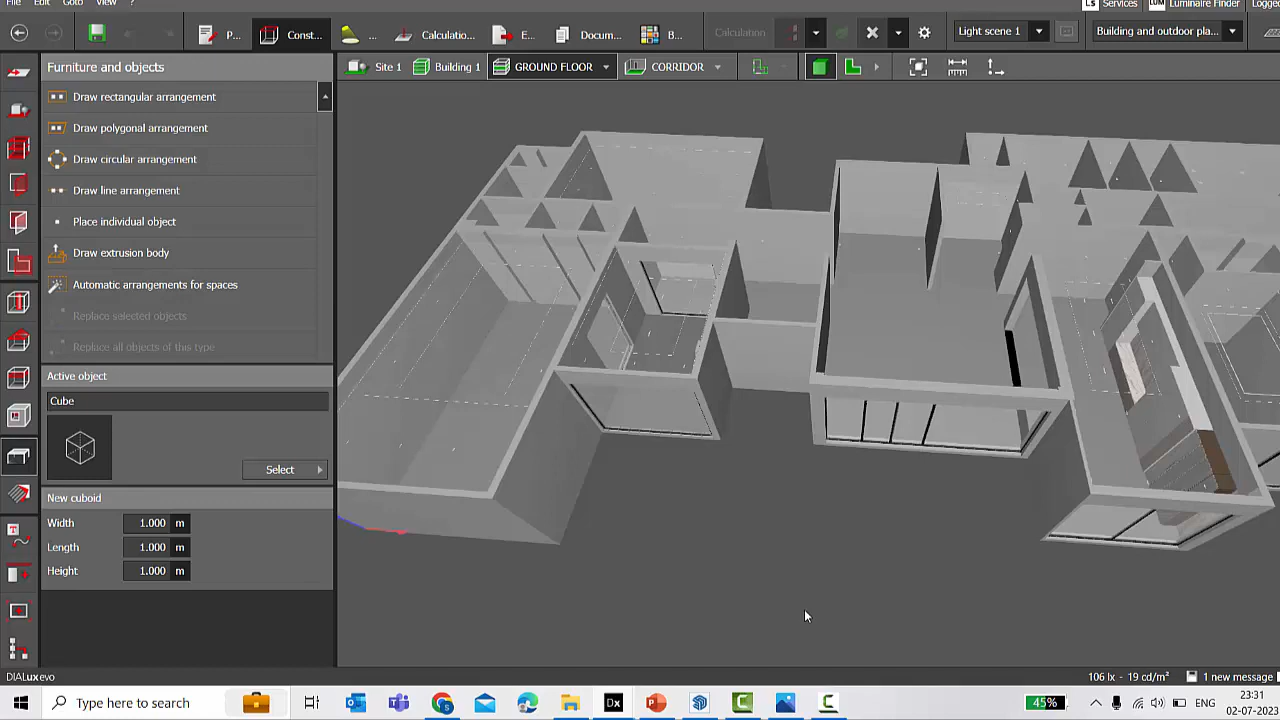 File Edit Goto View ?
LS Services LUM Luminaire Finder Logged
P... Const... ... Calculatio... E... Docum... B... Calculation Light scene 1 Building and outdoor pla...
Furniture and objects
Site 1 Building 1 GROUND FLOOR CORRIDOR
Draw rectangular arrangement
Draw polygonal arrangement
Draw circular arrangement
Draw line arrangement
Place individual object
Draw extrusion body
Automatic arrangements for spaces
Replace selected objects
Replace all objects of this type
Active object
Cube
Select
New cuboid
Width 1.000 m
Length 1.000 m
Height 1.000 m
DIALux evo 106 lx - 19 cd/m² 1 new message
Type here to search Dx 45% ENG 23:31
02-07-2023